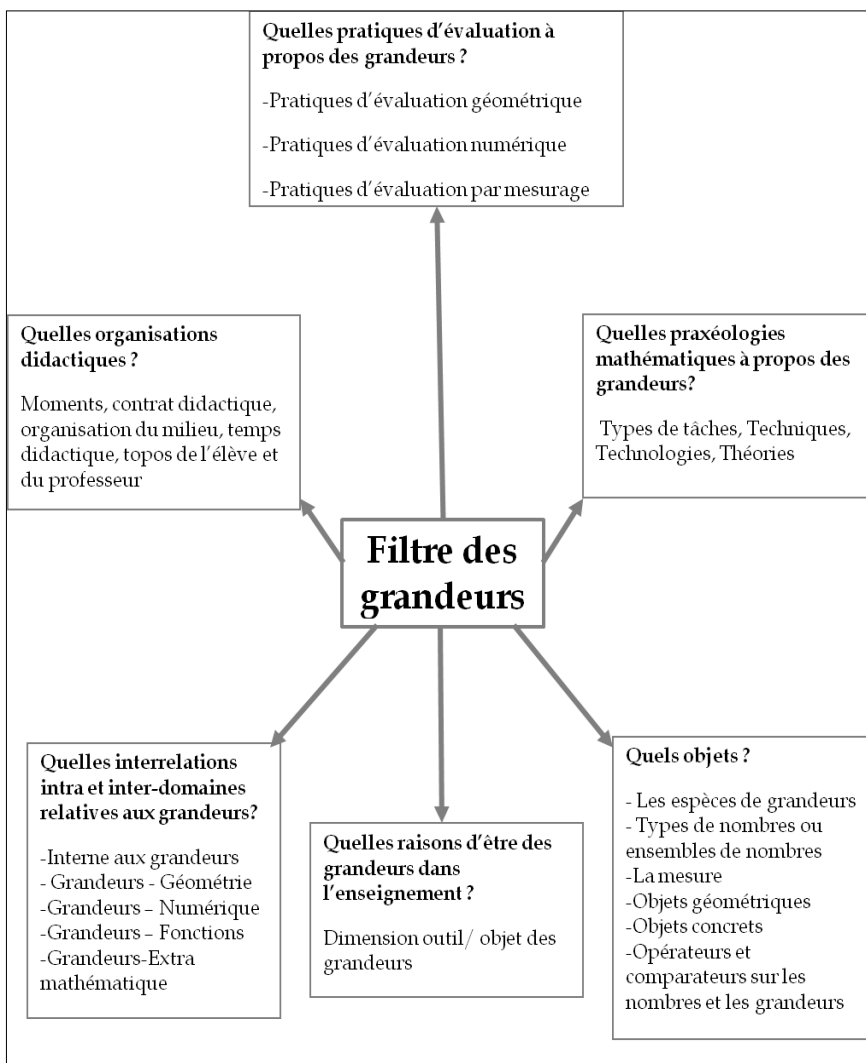 Quelles pratiques d'évaluation à
propos des grandeurs ?
-Pratiques d'évaluation géométrique
-Pratiques d'évaluation numérique
-Pratiques d'évaluation par mesurage
Quelles organisations
didactiques ?
Moments, contrat didactique,
organisation du milieu, temps
didactique, topos de l'élève et
du professeur
Quelles praxéologies
mathématiques à propos des
grandeurs?
Types de tâches, Techniques,
Technologies, Théories
Filtre des
grandeurs
Quelles interrelations
intra et inter-domaines
relatives aux grandeurs?
-Interne aux grandeurs
- Grandeurs - Géométrie
-Grandeurs – Numérique
-Grandeurs – Fonctions
-Grandeurs-Extra
mathématique
Quelles raisons d'être des
grandeurs dans
l'enseignement ?
Dimension outil/ objet des
grandeurs
Quels objets ?
- Les espèces de grandeurs
- Types de nombres ou
ensembles de nombres
-La mesure
-Objets géométriques
-Objets concrets
-Opérateurs et
comparateurs sur les
nombres et les grandeurs